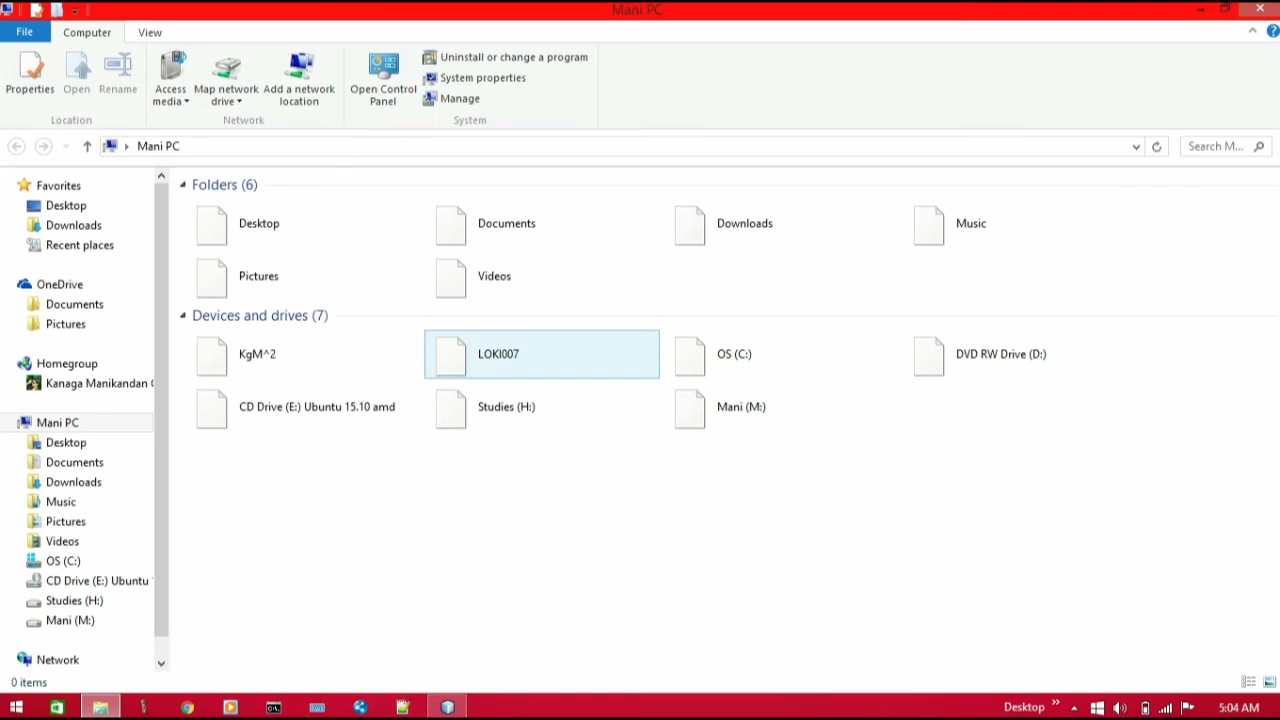 Mani PC
File
Computer
View
Properties
Open
Rename
Access media
Map network drive
Add a network location
Open Control Panel
Uninstall or change a program
System properties
Manage
Location
Network
System
Mani PC
Search M...
Favorites
Desktop
Downloads
Recent places
OneDrive
Documents
Pictures
Homegroup
Kanaga Manikandan
Mani PC
Desktop
Documents
Downloads
Music
Pictures
Videos
OS (C:)
CD Drive (E:) Ubuntu
Studies (H:)
Mani (M:)
Network
Folders (6)
Desktop
Documents
Downloads
Music
Pictures
Videos
Devices and drives (7)
KgM^2
LOKI007
OS (C:)
DVD RW Drive (D:)
CD Drive (E:) Ubuntu 15.10 amd
Studies (H:)
Mani (M:)
0 items
Desktop
5:04 AM